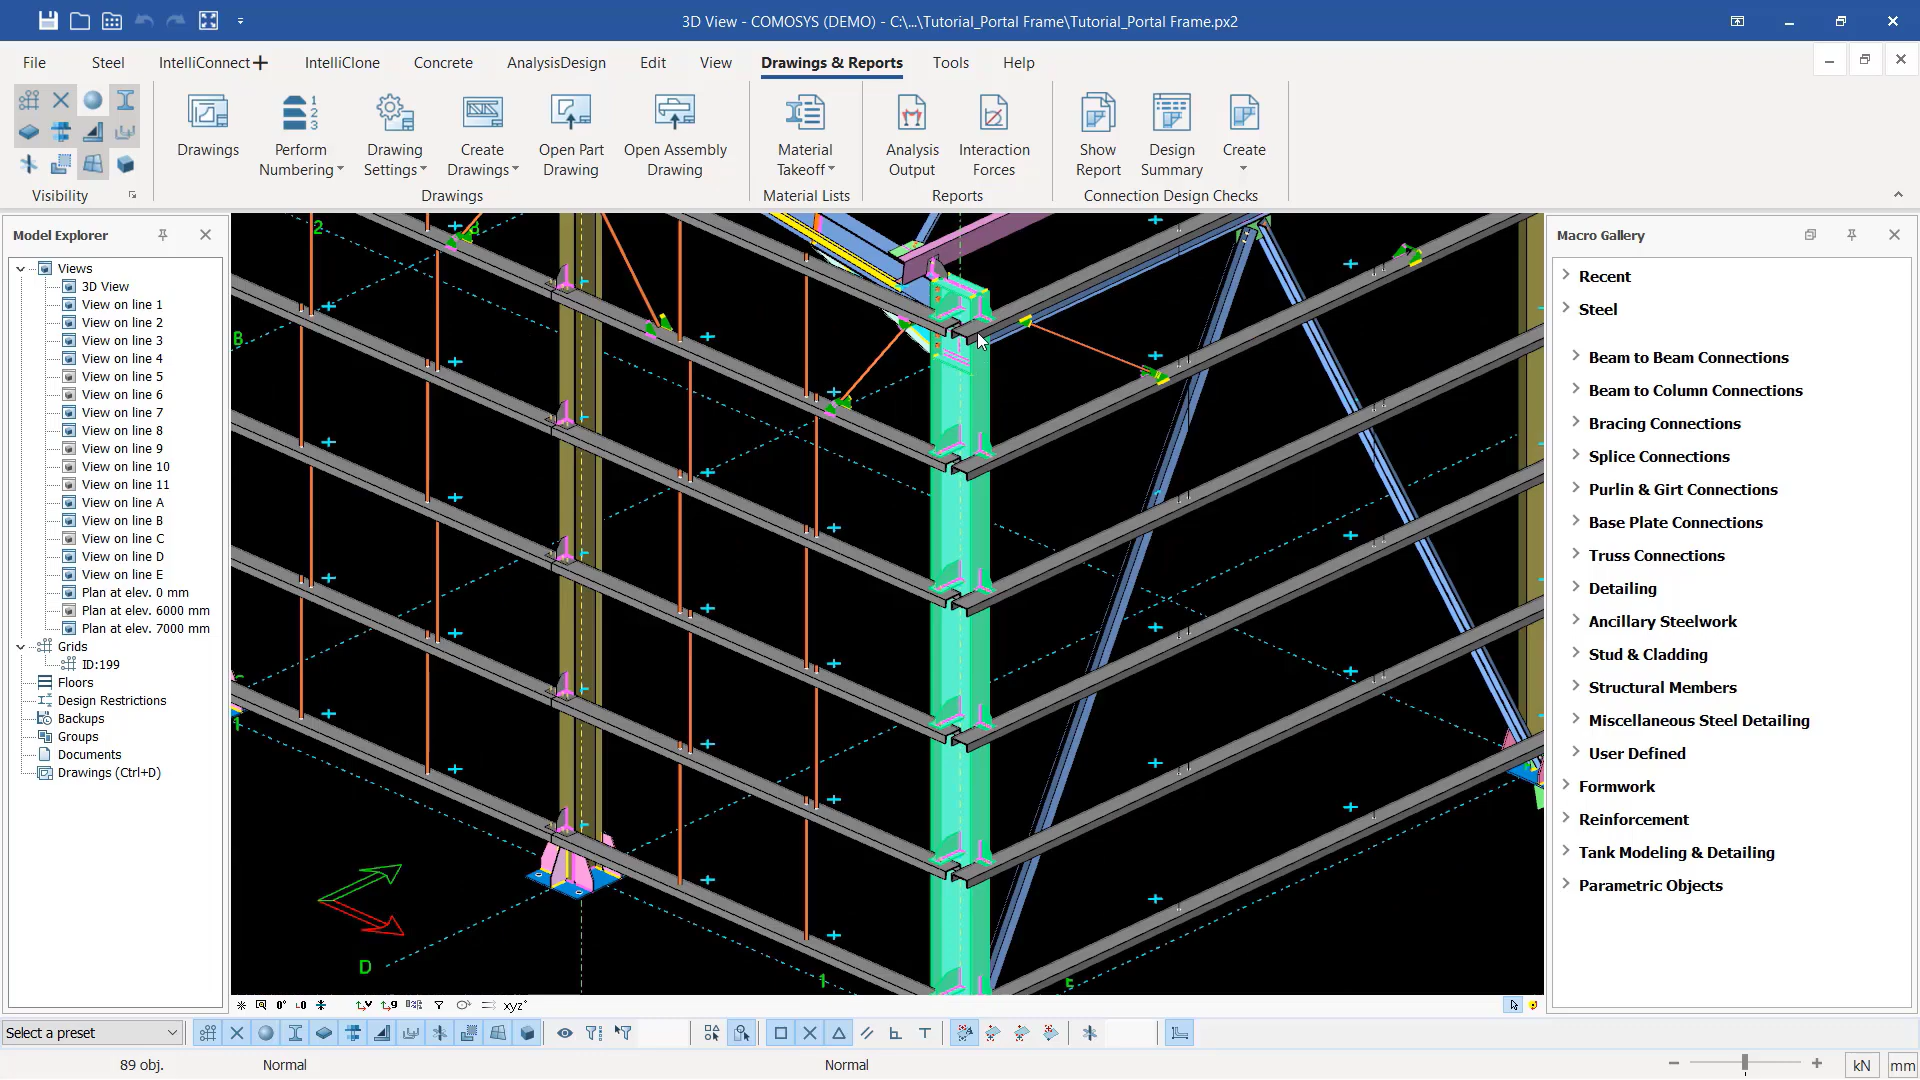 3D View - COMOSYS (DEMO) - C:\...\Tutorial_Portal Frame\Tutorial_Portal Frame.px2
File Steel IntelliConnect+ IntelliClone Concrete AnalysisDesign Edit View Drawings & Reports Tools Help
Visibility
Drawings
Perform Numbering
Drawing Settings
Create Drawings
Open Part Drawing
Open Assembly Drawing
Drawings
Material Takeoff
Material Lists
Analysis Output
Interaction Forces
Reports
Show Report
Design Summary
Create
Connection Design Checks
Model Explorer
Views
3D View
View on line 1
View on line 2
View on line 3
View on line 4
View on line 5
View on line 6
View on line 7
View on line 8
View on line 9
View on line 10
View on line 11
View on line A
View on line B
View on line C
View on line D
View on line E
Plan at elev. 0 mm
Plan at elev. 6000 mm
Plan at elev. 7000 mm
Grids
ID:199
Floors
Design Restrictions
Backups
Groups
Documents
Drawings (Ctrl+D)
2
B
1
D
1
E
Macro Gallery
Recent
Steel
Beam to Beam Connections
Beam to Column Connections
Bracing Connections
Splice Connections
Purlin & Girt Connections
Base Plate Connections
Truss Connections
Detailing
Ancillary Steelwork
Stud & Cladding
Structural Members
Miscellaneous Steel Detailing
User Defined
Formwork
Reinforcement
Tank Modeling & Detailing
Parametric Objects
xyz
Select a preset
89 obj.
Normal
Normal
kN
mm